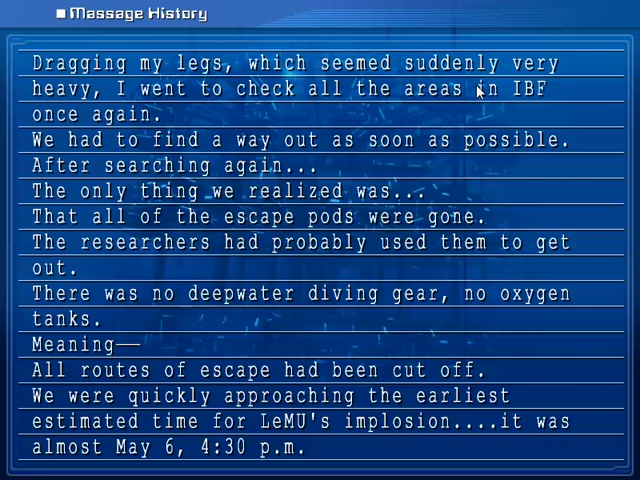 ■Massage History
Dragging my legs, which seemed suddenly very
heavy, I went to check all the areas in IBF
once again.
We had to find a way out as soon as possible.
After searching again...
The only thing we realized was...
That all of the escape pods were gone.
The researchers had probably used them to get
out.
There was no deepwater diving gear, no oxygen
tanks.
Meaning——
All routes of escape had been cut off.
We were quickly approaching the earliest
estimated time for LeMU's implosion....it was
almost May 6, 4:30 p.m.